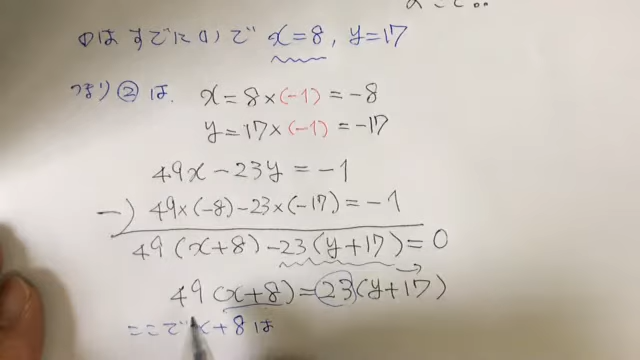 ①はすでに(1)で x=8, y=17
つまり②は、 x=8×(-1)=-8
y=17×(-1)=-17
49x-23y=-1
-) 49×(-8)-23×(-17)=-1
49(x+8)-23(y+17)=0
49(x+8)=23(y+17)
ここでx+8は